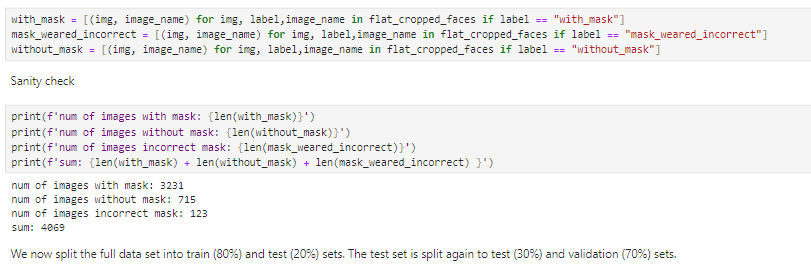 with_mask = [(img, image_name) for img, label,image_name in flat_cropped_faces if label == "with_mask"]
mask_weared_incorrect = [(img, image_name) for img, label,image_name in flat_cropped_faces if label == "mask_weared_incorrect"]
without_mask = [(img, image_name) for img, label,image_name in flat_cropped_faces if label == "without_mask"]
Sanity check
print(f'num of images with mask: {len(with_mask)}')
print(f'num of images without mask: {len(without_mask)}')
print(f'num of images incorrect mask: {len(mask_weared_incorrect)}')
print(f'sum: {len(with_mask) + len(without_mask) + len(mask_weared_incorrect) }')
num of images with mask: 3231
num of images without mask: 715
num of images incorrect mask: 123
sum: 4069
We now split the full data set into train (80%) and test (20%) sets. The test set is split again to test (30%) and validation (70%) sets.